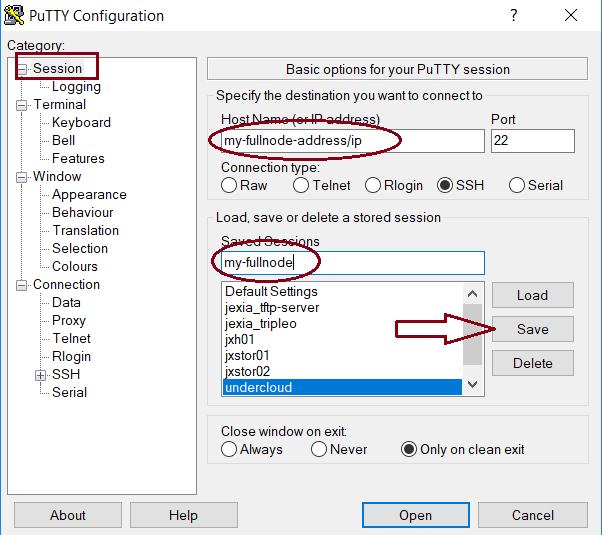 PuTTY Configuration
?
Category:
Session
Logging
Terminal
Keyboard
Bell
Features
Window
Appearance
Behaviour
Translation
Selection
Colours
Connection
Data
Proxy
Telnet
Rlogin
SSH
Serial
Basic options for your PuTTY session
Specify the destination you want to connect to
Host Name (or IP address) Port
my-fullnode-address/ip 22
Connection type:
Raw Telnet Rlogin SSH Serial
Load, save or delete a stored session
Saved Sessions
my-fullnode
Default Settings
jexia_tftp-server
jexia_tripleo
jxh01
jxstor01
jxstor02
undercloud
Load
Save
Delete
Close window on exit:
Always Never Only on clean exit
About Help Open Cancel